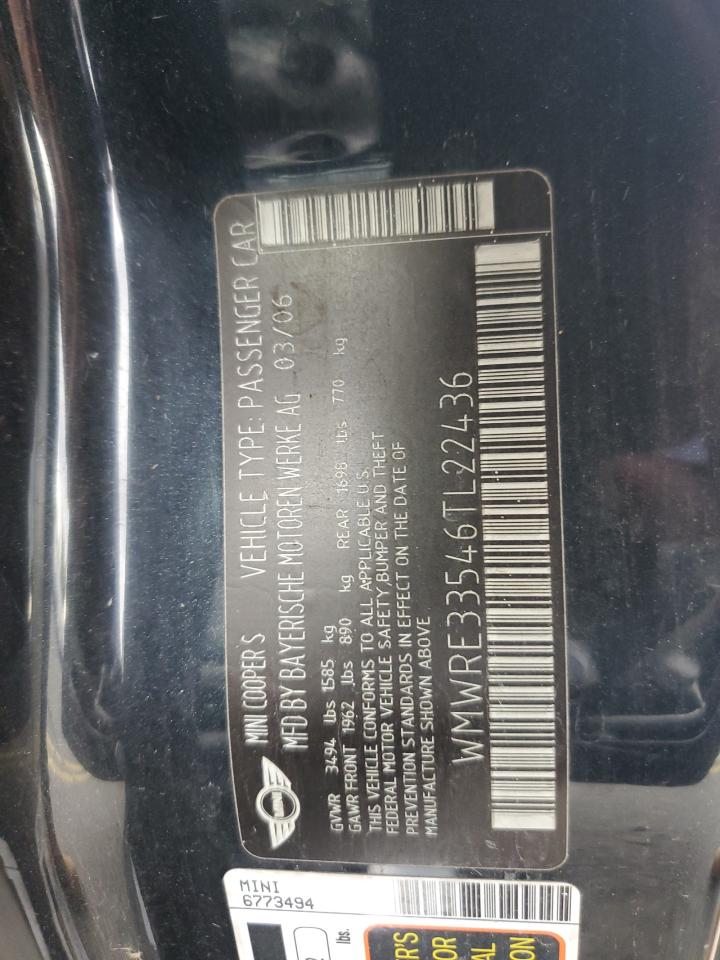 MINI COOPER S VEHICLE TYPE: PASSENGER CAR
MFD BY BAYERISCHE MOTOREN WERKE AG 03/06
GVWR 3494 lbs 1585 kg
GAWR FRONT 1962 lbs 890 kg REAR 1698 lbs 770 kg
THIS VEHICLE CONFORMS TO ALL APPLICABLE U.S.
FEDERAL MOTOR VEHICLE SAFETY,BUMPER AND THEFT
PREVENTION STANDARDS IN EFFECT ON THE DATE OF
MANUFACTURE SHOWN ABOVE
WMWRE33546TL22436
MINI
6773494
lbs.